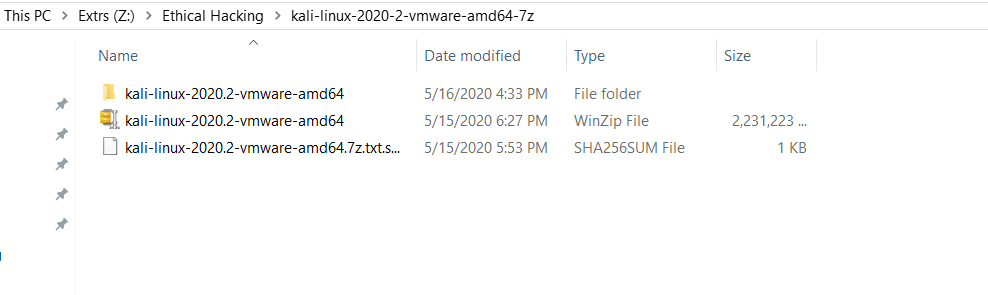 This PC > Extrs (Z:) > Ethical Hacking > kali-linux-2020-2-vmware-amd64-7z
Name Date modified Type Size
kali-linux-2020.2-vmware-amd64 5/16/2020 4:33 PM File folder
kali-linux-2020.2-vmware-amd64 5/15/2020 6:27 PM WinZip File 2,231,223 ...
kali-linux-2020.2-vmware-amd64.7z.txt.s... 5/15/2020 5:53 PM SHA256SUM File 1 KB